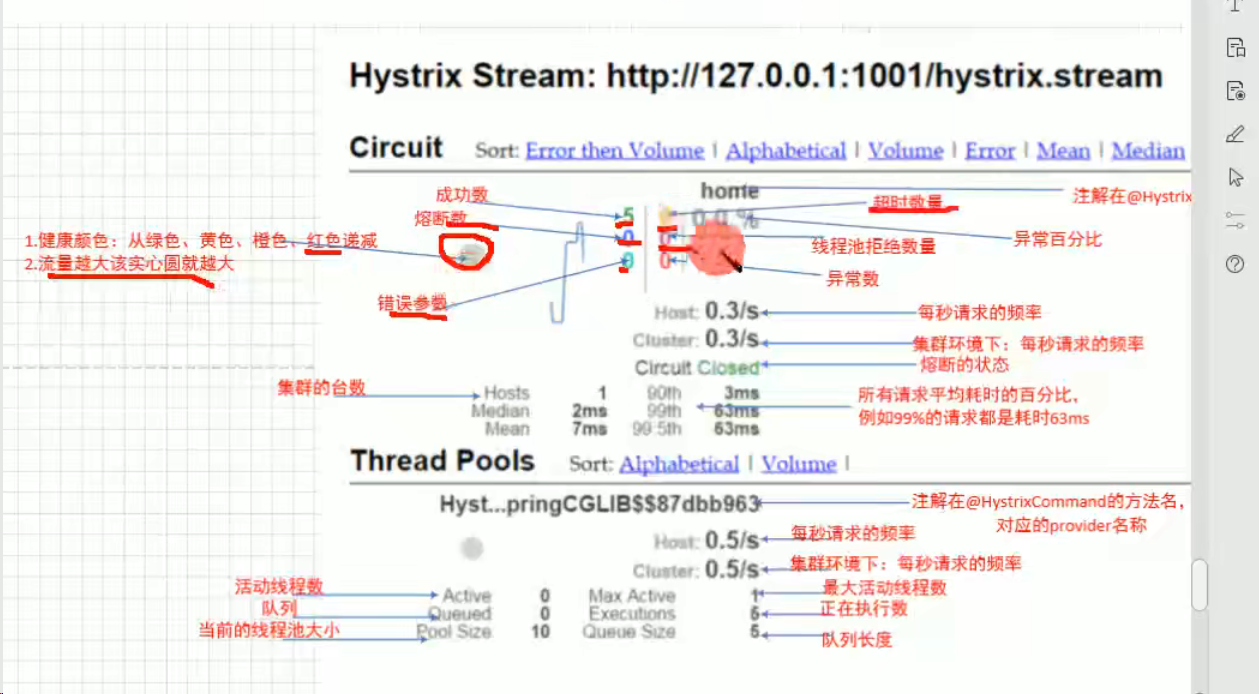 Hystrix Stream: http://127.0.0.1:1001/hystrix.stream
Circuit Sort: Error then Volume | Alphabetical | Volume | Error | Mean | Median
成功数
home
注解在@Hystrix
熔断数
5
超时数量
0.0 %
1.健康颜色：从绿色、黄色、橙色、红色递减
0
0
线程池拒绝数量
异常百分比
2.流量越大该实心圆就越大
0
0
异常数
错误参数
Host: 0.3/s
每秒请求的频率
Cluster: 0.3/s
集群环境下：每秒请求的频率
Circuit Closed
熔断的状态
集群的台数
Hosts 1 90th 3ms
所有请求平均耗时的百分比，
Median 2ms 99th 63ms
例如99%的请求都是耗时63ms
Mean 7ms 99.5th 63ms
Thread Pools Sort: Alphabetical | Volume |
Hyst...pringCGLIB$$87dbb963
注解在@HystrixCommand的方法名，
对应的provider名称
Host: 0.5/s
每秒请求的频率
Cluster: 0.5/s
集群环境下：每秒请求的频率
活动线程数
Active 0 Max Active 1
最大活动线程数
队列
Queued 0 Executions
正在执行数
当前的线程池大小
Pool Size 10 Queue Size 5
队列长度